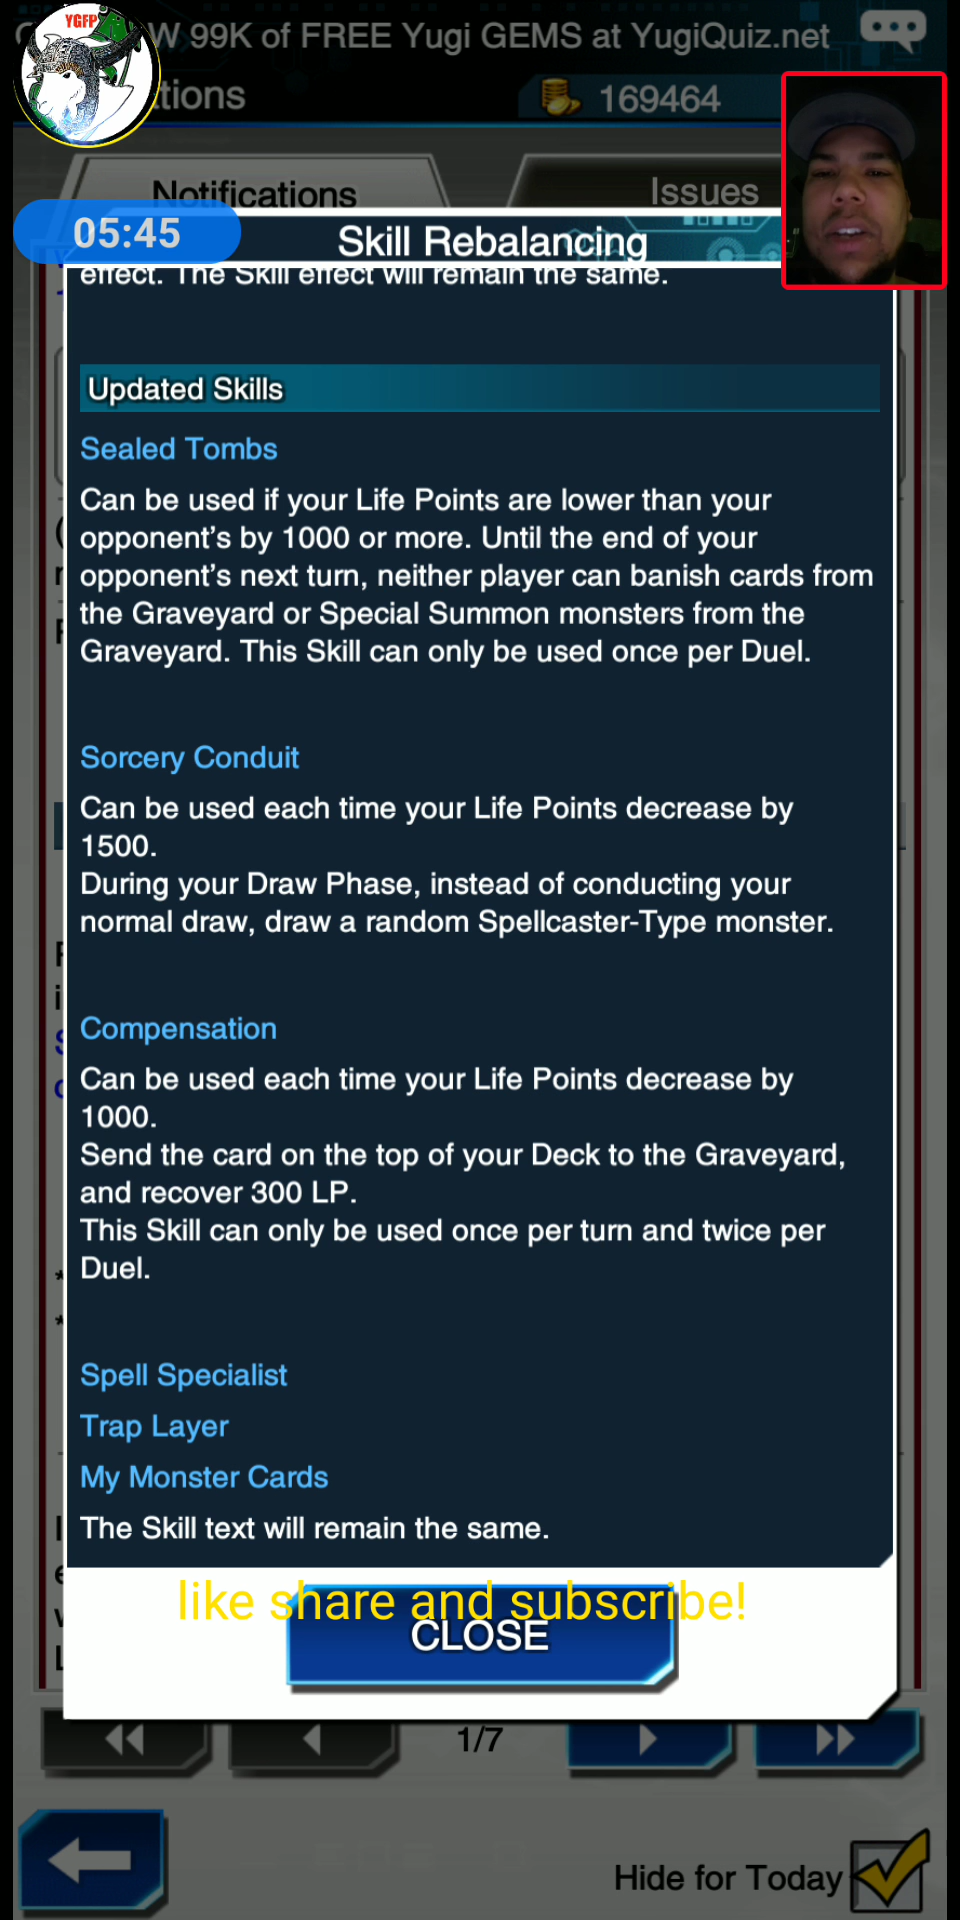 YGFP
W 99K of FREE Yugi GEMS at YugiQuiz.net
tions
169464
Notifications
Issues
05:45
Skill Rebalancing
effect. The Skill effect will remain the same.
Updated Skills
Sealed Tombs
Can be used if your Life Points are lower than your
opponent's by 1000 or more. Until the end of your
opponent's next turn, neither player can banish cards from
the Graveyard or Special Summon monsters from the
Graveyard. This Skill can only be used once per Duel.
Sorcery Conduit
Can be used each time your Life Points decrease by
1500.
During your Draw Phase, instead of conducting your
normal draw, draw a random Spellcaster-Type monster.
Compensation
Can be used each time your Life Points decrease by
1000.
Send the card on the top of your Deck to the Graveyard,
and recover 300 LP.
This Skill can only be used once per turn and twice per
Duel.
Spell Specialist
Trap Layer
My Monster Cards
The Skill text will remain the same.
like share and subscribe!
CLOSE
1/7
Hide for Today